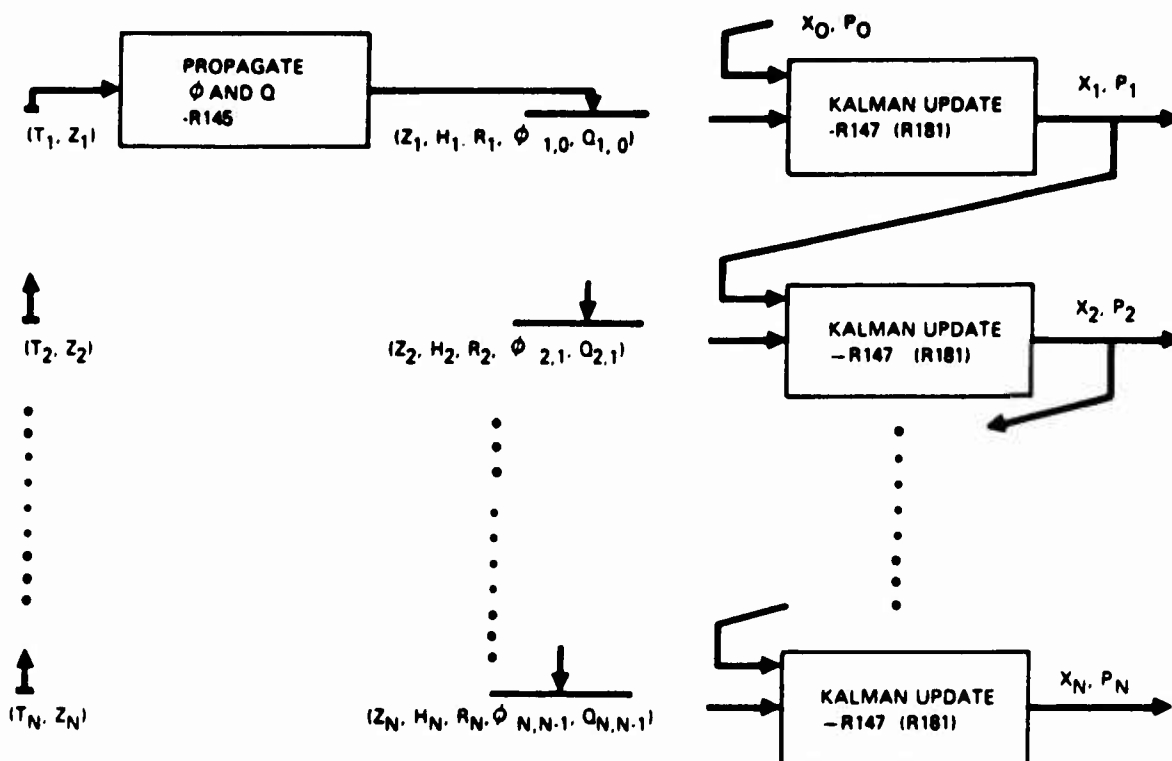 X0, P0
PROPAGATE
φ AND Q
-R145
KALMAN UPDATE
-R147 (R181)
X1, P1
(T1, Z1)
(Z1, H1. R1, φ 1,0, Q1, 0)
KALMAN UPDATE
—R147 (R181)
X2, P2
(T2, Z2)
(Z2, H2, R2, φ 2,1, Q2,1)
KALMAN UPDATE
—R147 (R181)
XN, PN
(TN, ZN)
(ZN, HN, RN, φ N,N-1, QN,N-1)